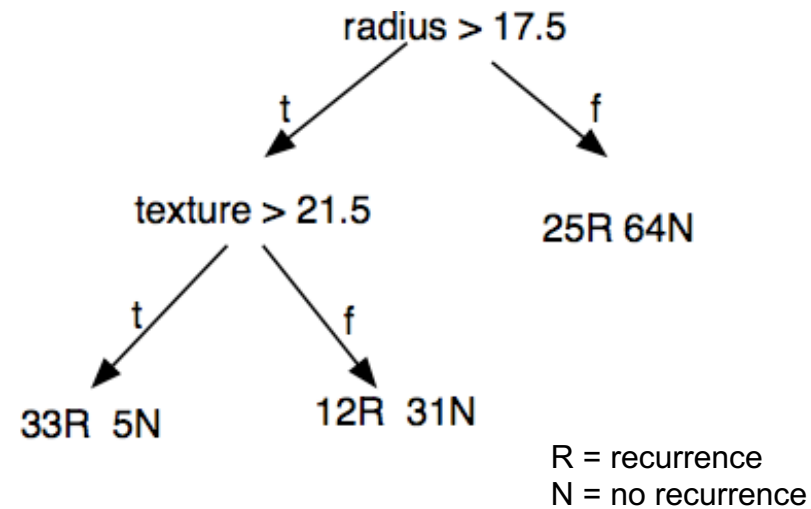 radius > 17.5
t
f
texture > 21.5
25R 64N
t
f
33R 5N
12R 31N
R = recurrence
N = no recurrence